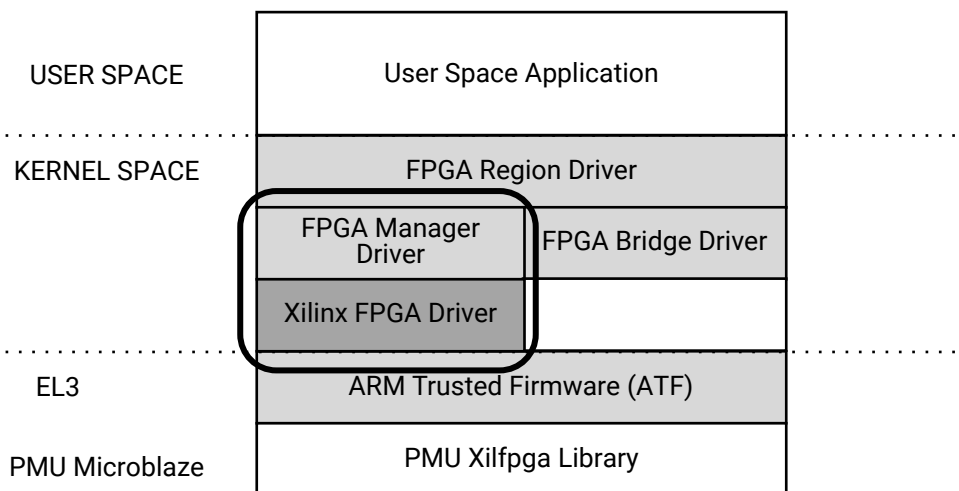 USER SPACE
User Space Application
KERNEL SPACE
FPGA Region Driver
FPGA Manager
Driver
FPGA Bridge Driver
Xilinx FPGA Driver
EL3
ARM Trusted Firmware (ATF)
PMU Microblaze
PMU Xilfpga Library